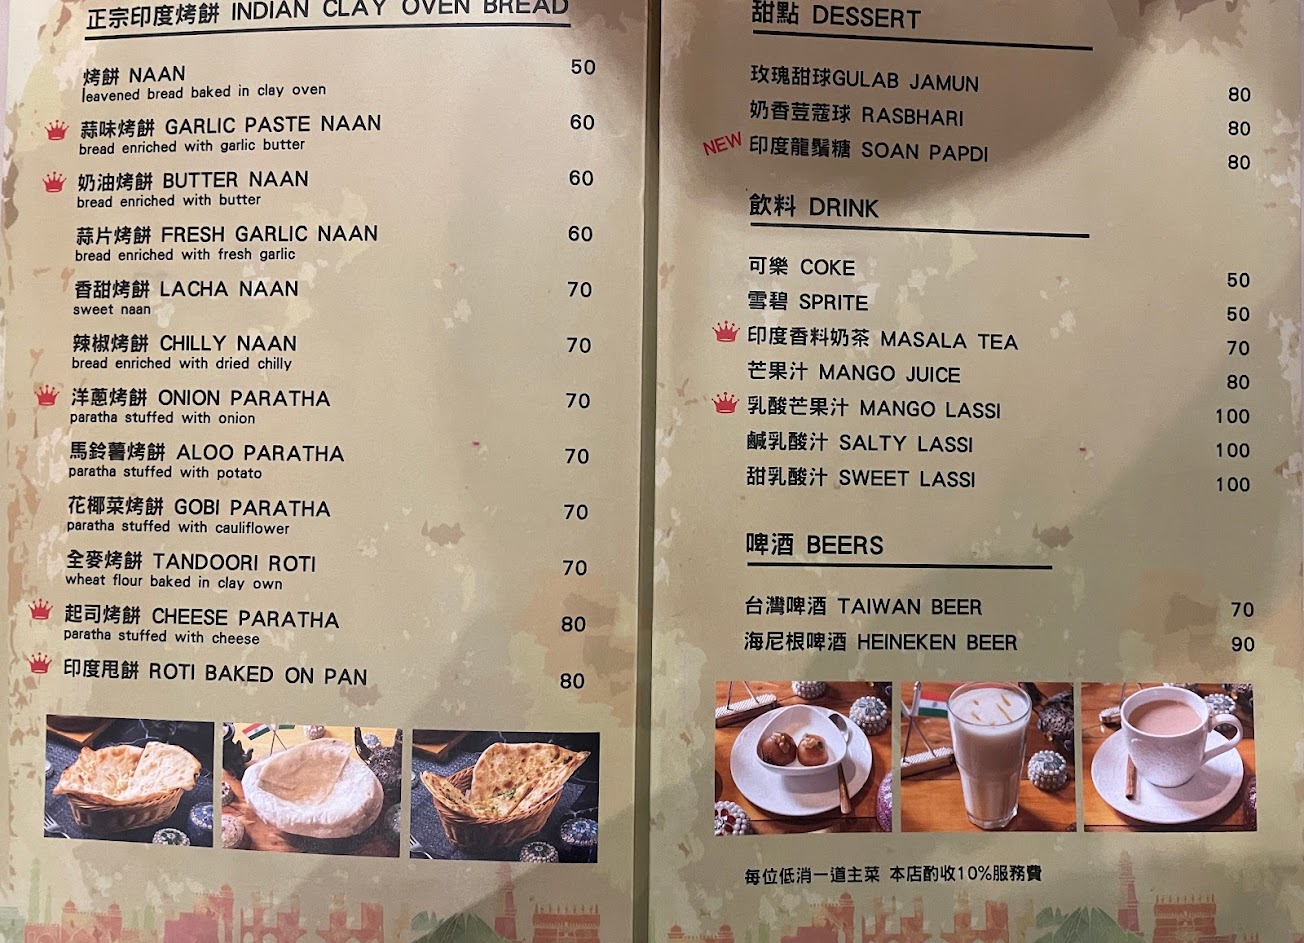 正宗印度烤餅 INDIAN CLAY OVEN BREAD
烤餅 NAAN 50
leavened bread baked in clay oven
蒜味烤餅 GARLIC PASTE NAAN 60
bread enriched with garlic butter
奶油烤餅 BUTTER NAAN 60
bread enriched with butter
蒜片烤餅 FRESH GARLIC NAAN 60
bread enriched with fresh garlic
香甜烤餅 LACHA NAAN 70
sweet naan
辣椒烤餅 CHILLY NAAN 70
bread enriched with dried chilly
洋蔥烤餅 ONION PARATHA 70
paratha stuffed with onion
馬鈴薯烤餅 ALOO PARATHA 70
paratha stuffed with potato
花椰菜烤餅 GOBI PARATHA 70
paratha stuffed with cauliflower
全麥烤餅 TANDOORI ROTI 70
wheat flour baked in clay own
起司烤餅 CHEESE PARATHA 80
paratha stuffed with cheese
印度甩餅 ROTI BAKED ON PAN 80
甜點 DESSERT
玫瑰甜球GULAB JAMUN 80
奶香荳蔻球 RASBHARI 80
NEW 印度龍鬚糖 SOAN PAPDI 80
飲料 DRINK
可樂 COKE 50
雪碧 SPRITE 50
印度香料奶茶 MASALA TEA 70
芒果汁 MANGO JUICE 80
乳酸芒果汁 MANGO LASSI 100
鹹乳酸汁 SALTY LASSI 100
甜乳酸汁 SWEET LASSI 100
啤酒 BEERS
台灣啤酒 TAIWAN BEER 70
海尼根啤酒 HEINEKEN BEER 90
每位低消一道主菜 本店酌收10%服務費